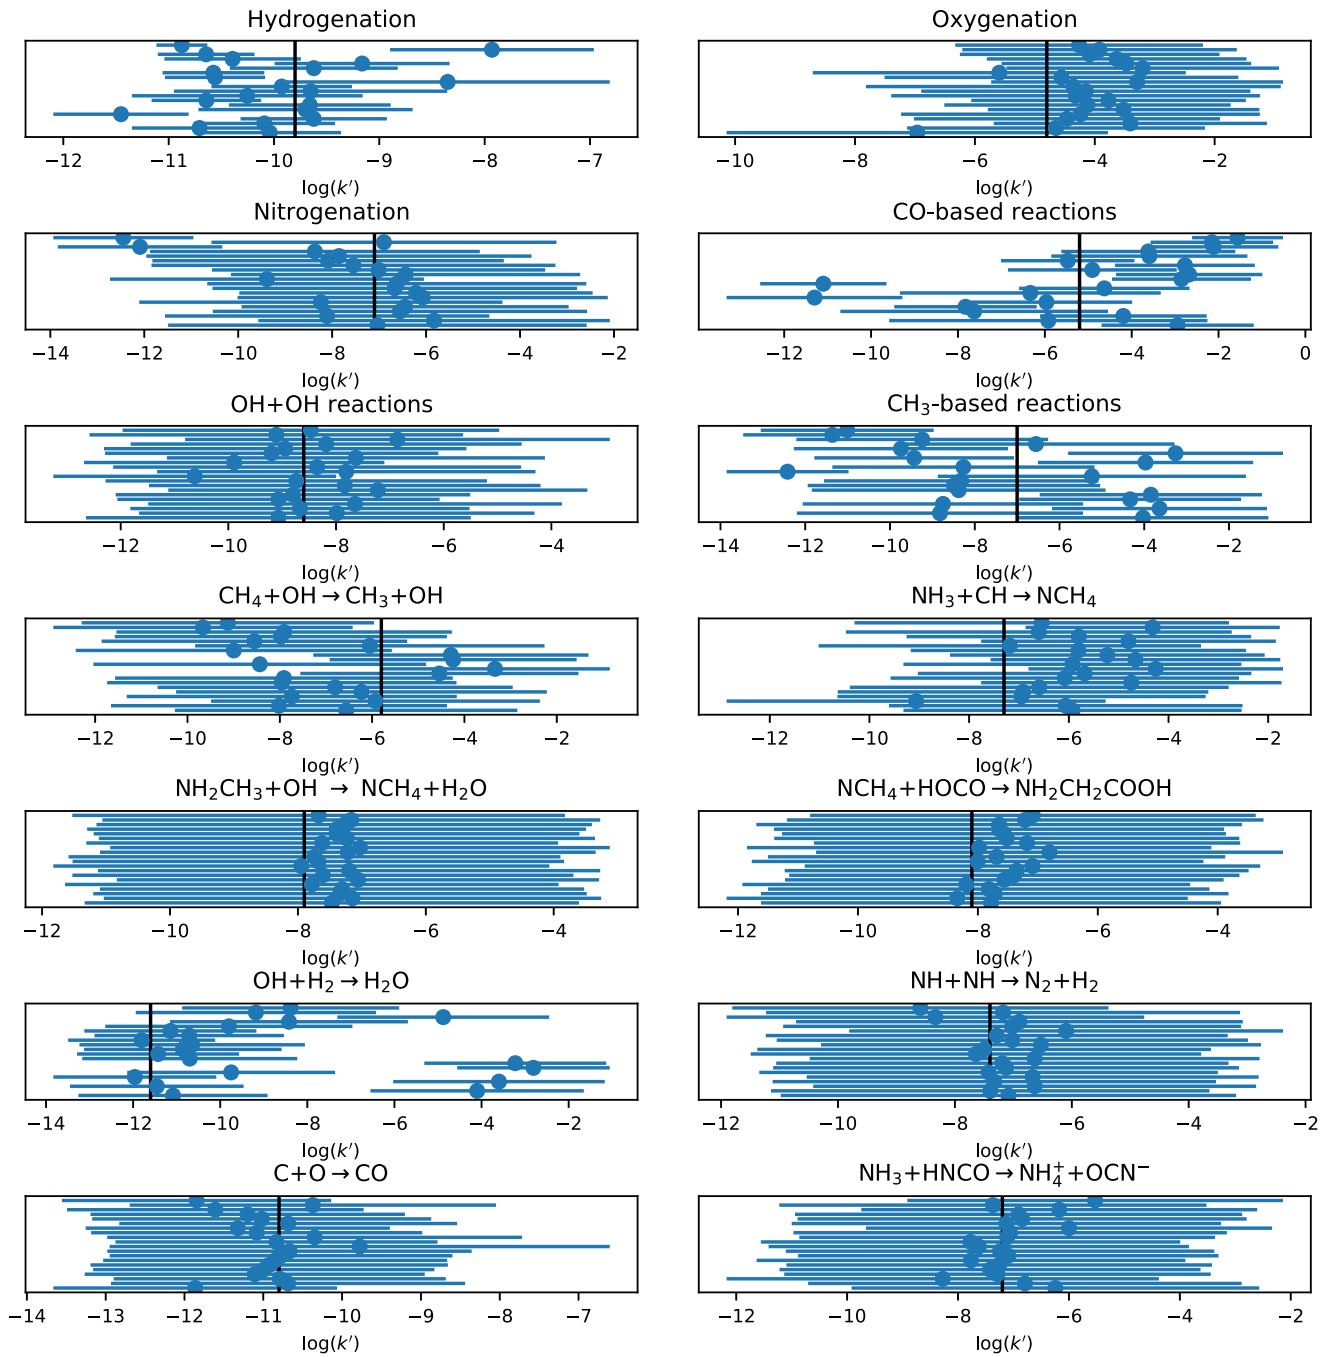 Hydrogenation
Oxygenation
−12 −11 −10 −9 −8 −7
−10 −8 −6 −4 −2
log(k′)
log(k′)
Nitrogenation
CO-based reactions
−14 −12 −10 −8 −6 −4 −2
−12 −10 −8 −6 −4 −2 0
log(k′)
log(k′)
OH+OH reactions
CH₃-based reactions
−12 −10 −8 −6 −4
−14 −12 −10 −8 −6 −4 −2
log(k′)
log(k′)
CH₄+OH→CH₃+OH
NH₃+CH→NCH₄
−12 −10 −8 −6 −4 −2
−12 −10 −8 −6 −4 −2
log(k′)
log(k′)
NH₂CH₃+OH → NCH₄+H₂O
NCH₄+HOCO→NH₂CH₂COOH
−12 −10 −8 −6 −4
−12 −10 −8 −6 −4
log(k′)
log(k′)
OH+H₂→H₂O
NH+NH→N₂+H₂
−14 −12 −10 −8 −6 −4 −2
−12 −10 −8 −6 −4 −2
log(k′)
log(k′)
C+O→CO
NH₃+HNCO→NH₄⁺+OCN⁻
−14 −13 −12 −11 −10 −9 −8 −7
−12 −10 −8 −6 −4 −2
log(k′)
log(k′)